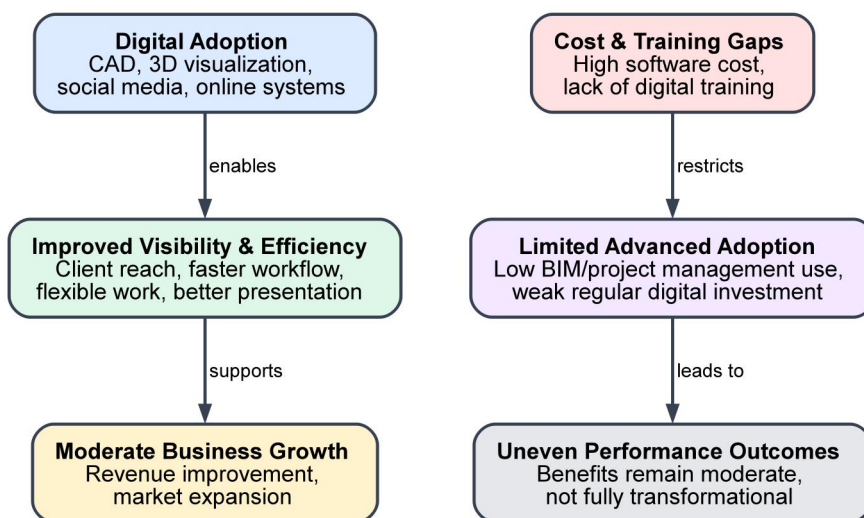 Digital Adoption
CAD, 3D visualization,
social media, online systems
enables
Improved Visibility & Efficiency
Client reach, faster workflow,
flexible work, better presentation
supports
Moderate Business Growth
Revenue improvement,
market expansion
Cost & Training Gaps
High software cost,
lack of digital training
restricts
Limited Advanced Adoption
Low BIM/project management use,
weak regular digital investment
leads to
Uneven Performance Outcomes
Benefits remain moderate,
not fully transformational